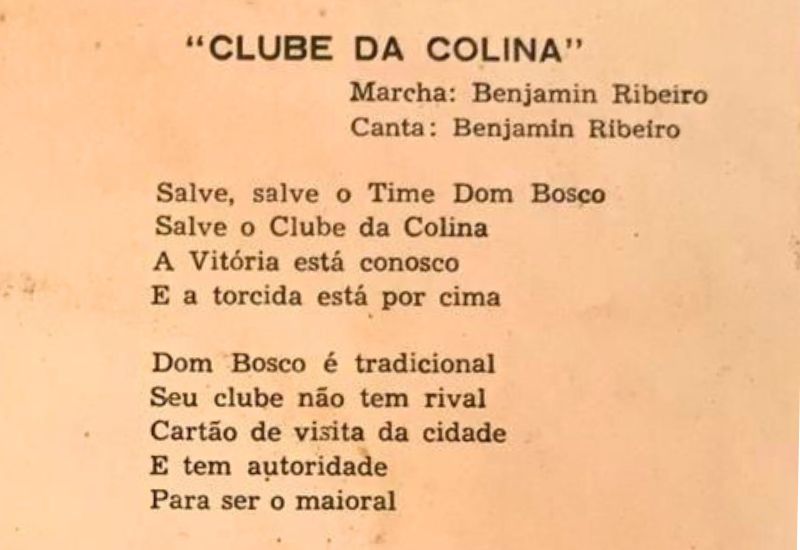 "CLUBE DA COLINA"
Marcha: Benjamin Ribeiro
Canta: Benjamin Ribeiro
Salve, salve o Time Dom Bosco
Salve o Clube da Colina
A Vitória está conosco
E a torcida está por cima
Dom Bosco é tradicional
Seu clube não tem rival
Cartão de visita da cidade
E tem autoridade
Para ser o maioral